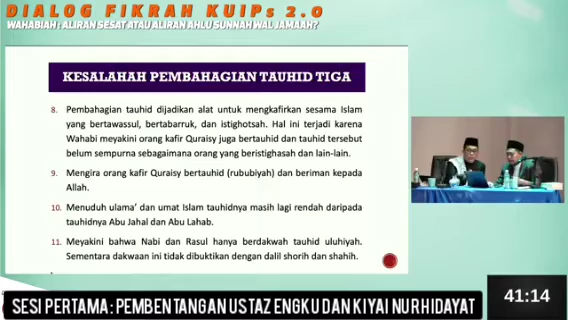 DIALOG FIKRAH KUIPs 2.0
WAHABIAH : ALIRAN SESAT ATAU ALIRAN AHLU SUNNAH WAL JAMAAH?
KESALAHAH PEMBAHAGIAN TAUHID TIGA
8. Pembahagian tauhid dijadikan alat untuk mengkafirkan sesama Islam
yang bertawassul, bertabarruk, dan istighotsah. Hal ini terjadi karena
Wahabi meyakini orang kafir Quraisy juga bertauhid dan tauhid tersebut
belum sempurna sebagaimana orang yang beristighasah dan lain-lain.
9. Mengira orang kafir Quraisy bertauhid (rububiyah) dan beriman kepada
Allah.
10. Menuduh ulama' dan umat Islam tauhidnya masih lagi rendah daripada
tauhidnya Abu Jahal dan Abu Lahab.
11. Meyakini bahwa Nabi dan Rasul hanya berdakwah tauhid uluhiyah.
Sementara dakwaan ini tidak dibuktikan dengan dalil shorih dan shahih.
SESI PERTAMA : PEMBENTANGAN USTAZ ENGKU DAN KIYAI NURHIDAYAT
41:14